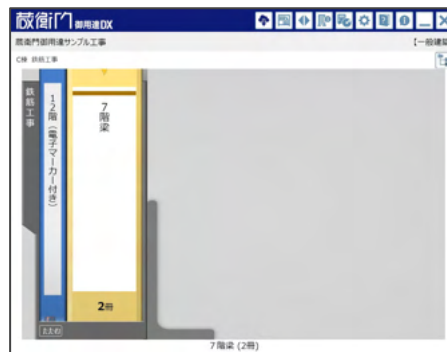 蔵衛門御用達DX
蔵衛門御用達サンプル工事
【一般建築
C棟 鉄筋工事
鉄筋工事
12階（電子マーカー付き）
7階梁
2冊
7階梁 (2冊)